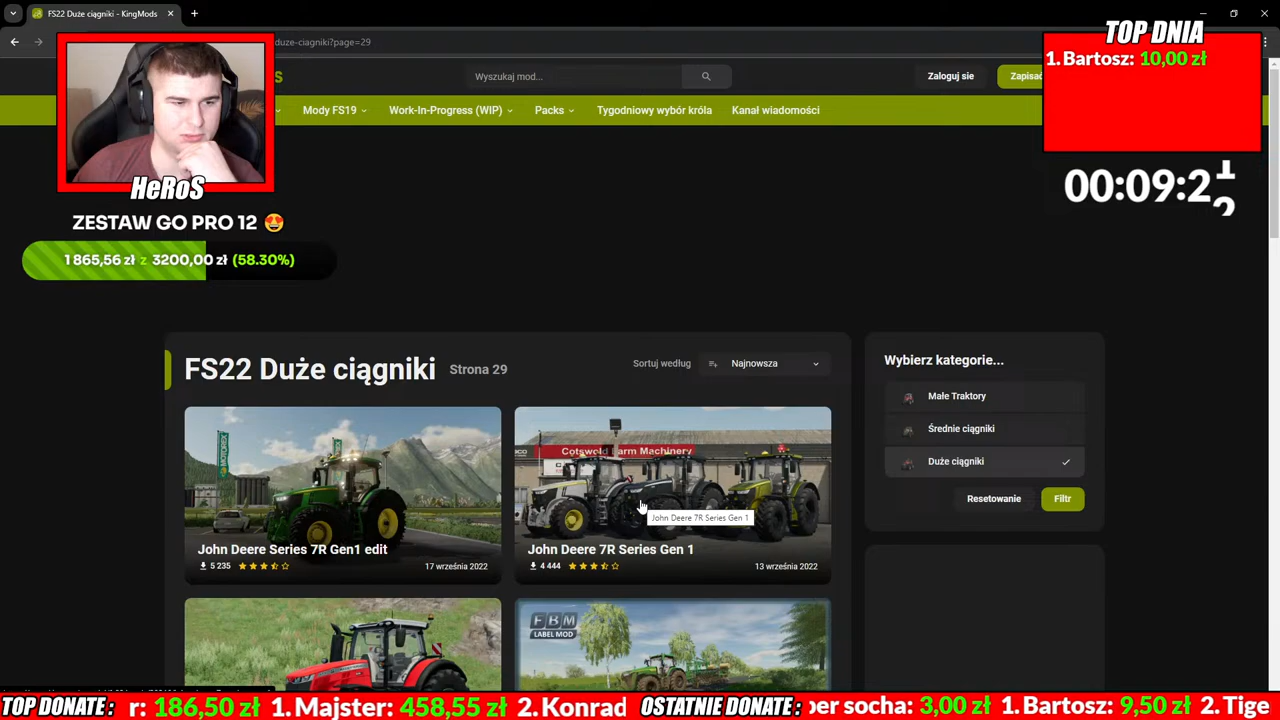 FS22 Duże ciągniki - KingMods
duze-ciagniki?page=29
TOP DNIA
1. Bartosz: 10,00 zł
S
Wyszukaj mod...
Zaloguj sie
Zapisać
Mody FS19
Work-In-Progress (WIP)
Packs
Tygodniowy wybór króla
Kanał wiadomości
HeRoS
00:09:2
ZESTAW GO PRO 12 😍
1 865,56 zł z 3200,00 zł (58.30%)
FS22 Duże ciągniki Strona 29
Sortuj według
Najnowsza
Wybierz kategorie...
Małe Traktory
Średnie ciągniki
Duże ciągniki
Resetowanie
Filtr
Cotswold Farm Machinery
John Deere 7R Series Gen 1
John Deere Series 7R Gen1 edit
5 235
17 września 2022
John Deere 7R Series Gen 1
4 444
13 września 2022
FBM
LABEL MOD
TOP DONATE : r: 186,50 zł 1. Majster: 458,55 zł 2. Konrad
OSTATNIE DONATE : per socha: 3,00 zł 1. Bartosz: 9,50 zł 2. Tige